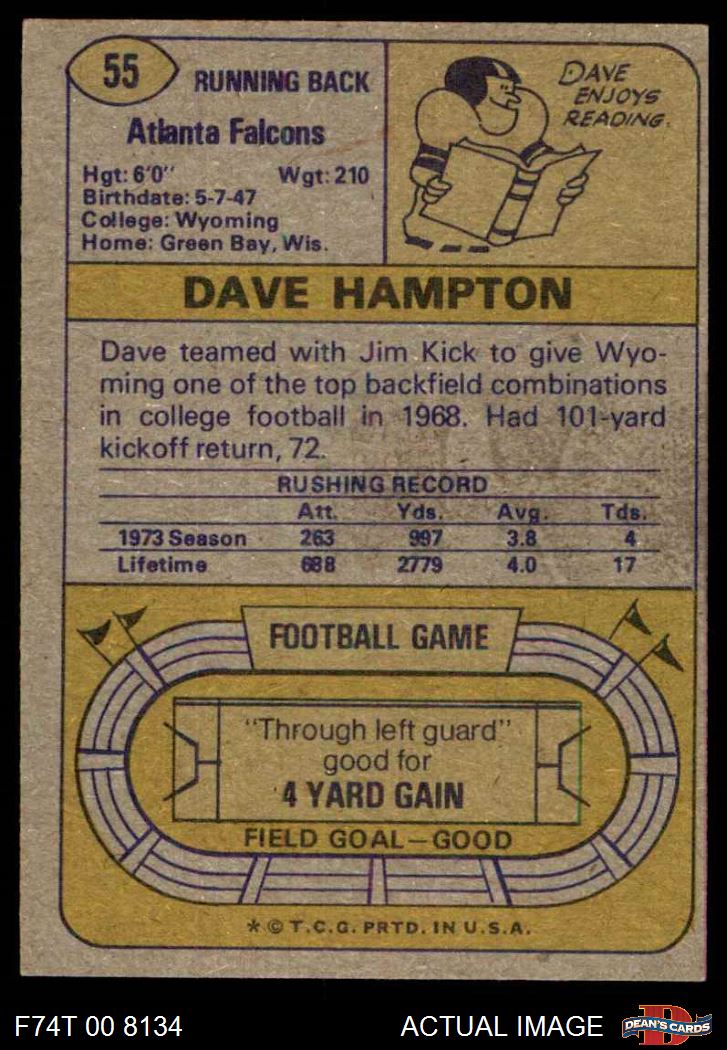 55
RUNNING BACK
Atlanta Falcons
Hgt: 6'0" Wgt: 210
Birthdate: 5-7-47
College: Wyoming
Home: Green Bay, Wis.
DAVE
ENJOYS
READING.
DAVE HAMPTON
Dave teamed with Jim Kick to give Wyo-
ming one of the top backfield combinations
in college football in 1968. Had 101-yard
kickoff return, 72.
RUSHING RECORD
Att. Yds. Avg. Tds.
1973 Season 263 997 3.8 4
Lifetime 688 2779 4.0 17
FOOTBALL GAME
"Through left guard"
good for
4 YARD GAIN
FIELD GOAL—GOOD
* © T.C.G. PRTD. IN U.S.A.
F74T 00 8134 ACTUAL IMAGE
D
DEAN'S CARDS